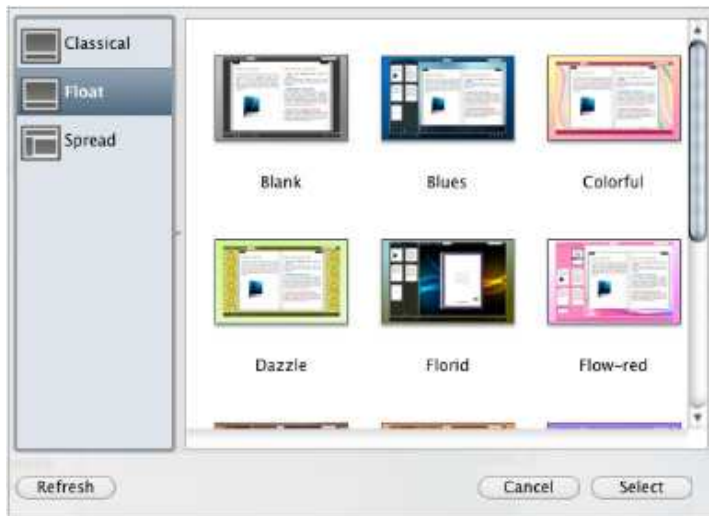 Classical
Float
Spread
Blank
Blues
Colorful
Dazzle
Florid
Flow-red
Refresh
Cancel
Select